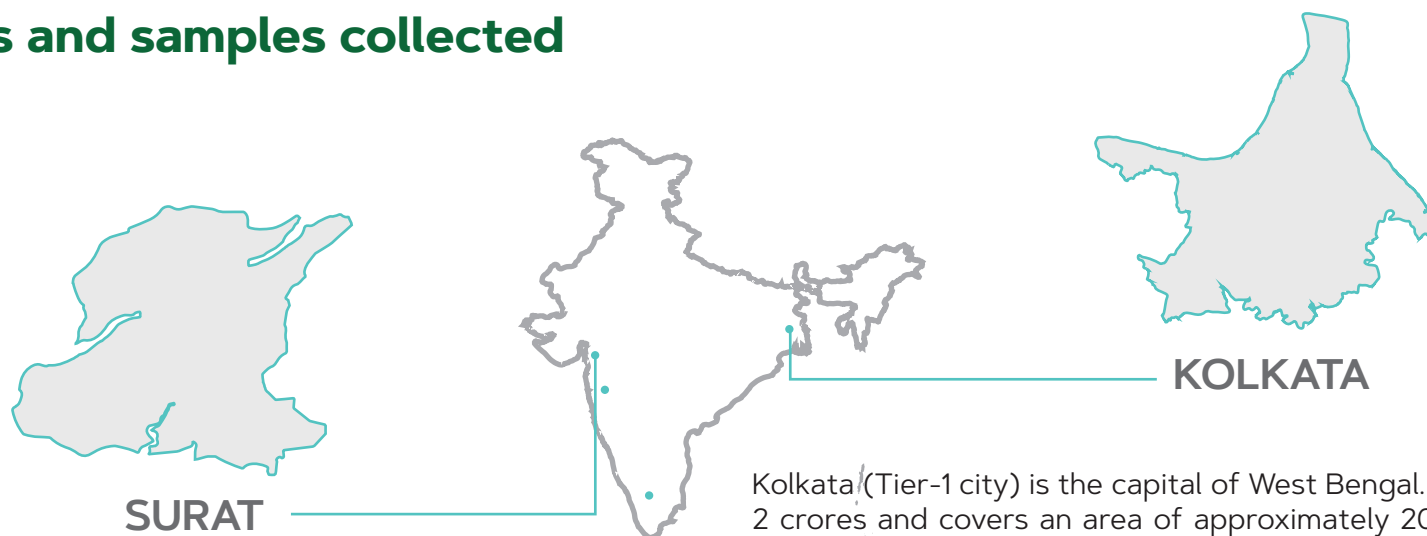 s and samples collected
KOLKATA
SURAT
Kolkata (Tier-1 city) is the capital of West Bengal.
2 crores and covers an area of approximately 20